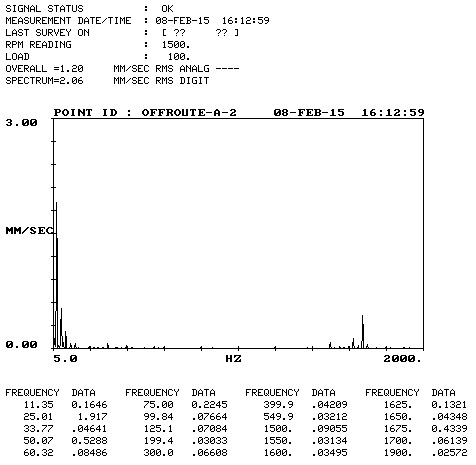 SIGNAL STATUS : OK
MEASUREMENT DATE/TIME : 08-FEB-15 16:12:59
LAST SURVEY ON : [ ?? ?? ]
RPM READING : 1500.
LOAD : 100.
OVERALL =1.20 MM/SEC RMS ANALG ----
SPECTRUM=2.06 MM/SEC RMS DIGIT
POINT ID : OFFROUTE-A-2 08-FEB-15 16:12:59
3.00
MM/SEC
0.00
5.0 HZ 2000.
FREQUENCY DATA FREQUENCY DATA FREQUENCY DATA FREQUENCY DATA
11.35 0.1646 75.00 0.2245 399.9 .04209 1625. 0.1321
25.01 1.917 99.84 .07664 549.9 .03212 1650. .04348
33.77 .04641 125.1 .07084 1500. .09055 1675. 0.4339
50.07 0.5288 199.4 .03033 1550. .03134 1700. .06139
60.32 .08486 300.0 .06608 1600. .03495 1900. .02572